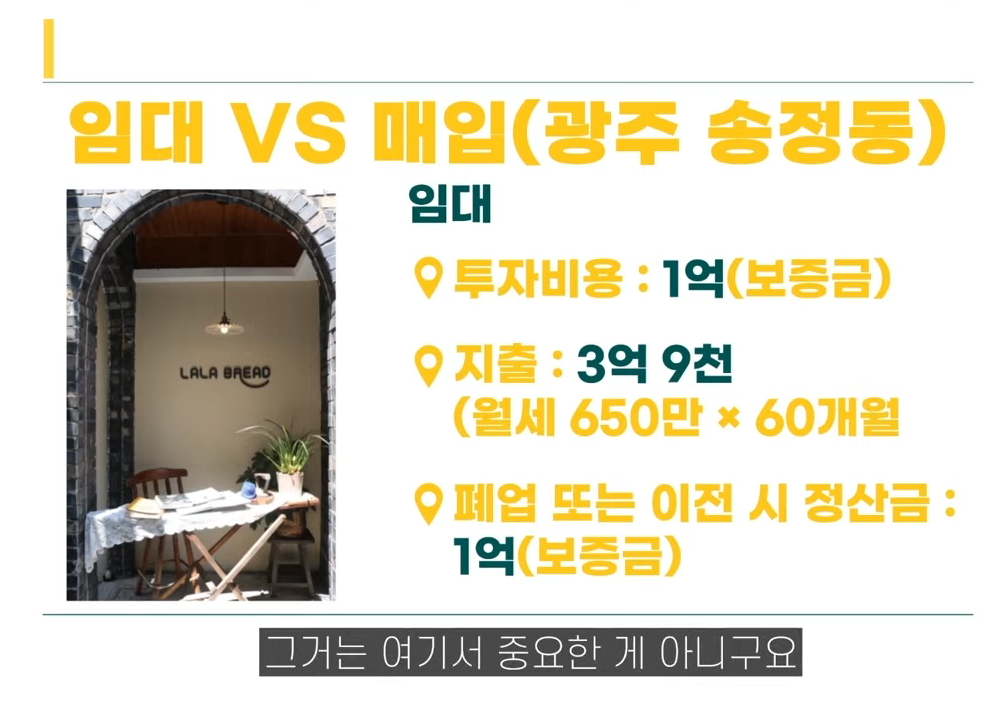 임대 VS 매입(광주 송정동)
임대
투자비용 : 1억(보증금)
지출 : 3억 9천
(월세 650만 × 60개월
폐업 또는 이전 시 정산금 :
1억(보증금)
LALA BREAD
그거는 여기서 중요한 게 아니구요